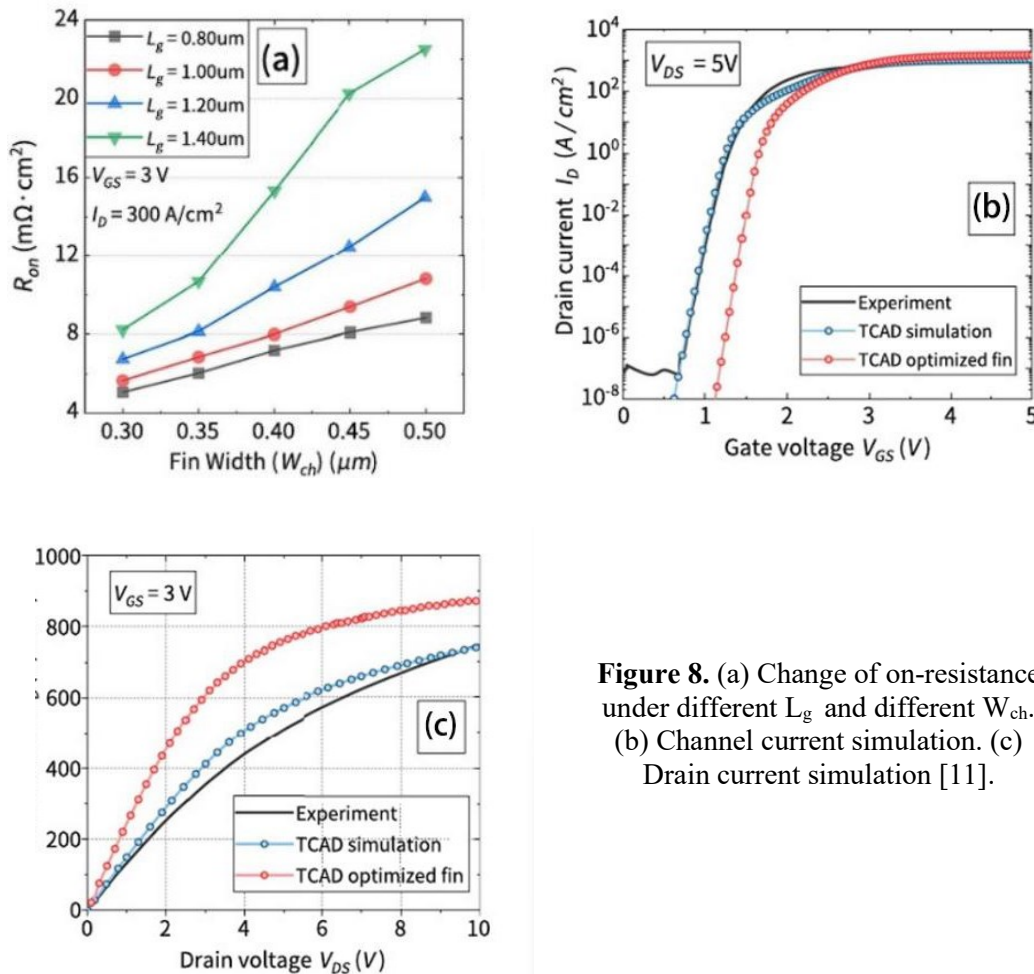 24
20
16
12
8
4
R_on (mΩ· cm²)
L_g = 0.80um
L_g = 1.00um
L_g = 1.20um
L_g = 1.40um
(a)
V_GS = 3 V
I_D = 300 A/cm²
0.30 0.35 0.40 0.45 0.50
Fin Width (W_ch) (μm)
10⁴
10²
10⁰
10⁻²
10⁻⁴
10⁻⁶
10⁻⁸
Drain current I_D (A / cm²)
V_DS = 5V
(b)
Experiment
TCAD simulation
TCAD optimized fin
0 1 2 3 4 5
Gate voltage V_GS (V)
1000
800
600
400
200
0
V_GS = 3 V
(c)
Experiment
TCAD simulation
TCAD optimized fin
0 2 4 6 8 10
Drain voltage V_DS (V)
Figure 8. (a) Change of on-resistance
under different L_g and different W_ch.
(b) Channel current simulation. (c)
Drain current simulation [11].